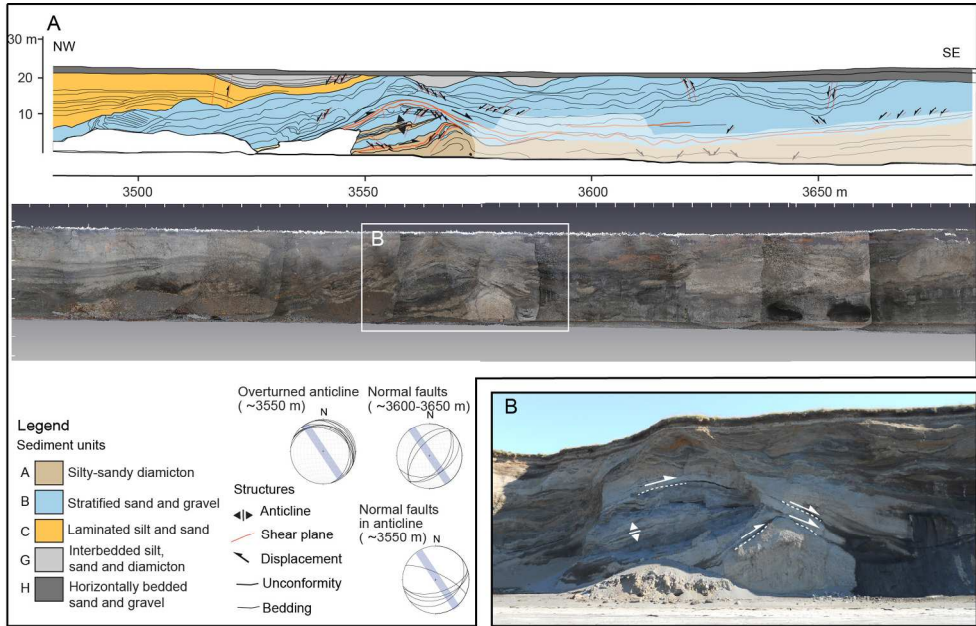 A
30 m
NW
SE
20
10
3500
3550
3600
3650 m
B
Legend
Sediment units
A Silty-sandy diamicton
B Stratified sand and gravel
C Laminated silt and sand
G Interbedded silt,
sand and diamicton
H Horizontally bedded
sand and gravel
Overturned anticline
( ~3550 m)
N
Normal faults
( ~3600-3650 m)
N
Structures
Anticline
Shear plane
Displacement
Unconformity
Bedding
Normal faults
in anticline
( ~3550 m)
N
B